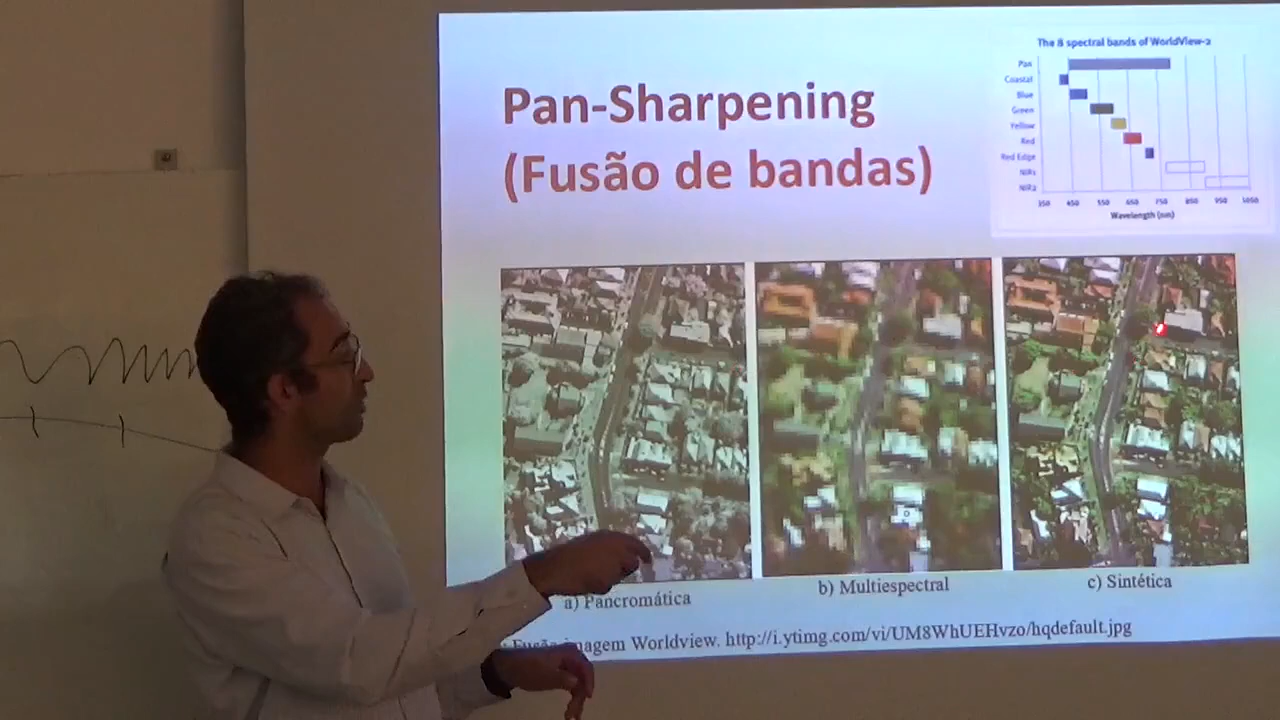 The 8 spectral bands of WorldView-2
Pan
Coastal
Blue
Green
Yellow
Red
Red Edge
NIR1
NIR2
350 450 550 650 750 850 950 1050
Wavelength (nm)
Pan-Sharpening
(Fusão de bandas)
a) Pancromática
b) Multiespectral
c) Sintética
: Fusão imagem Worldview. http://i.ytimg.com/vi/UM8WhUEHvzo/hqdefault.jpg